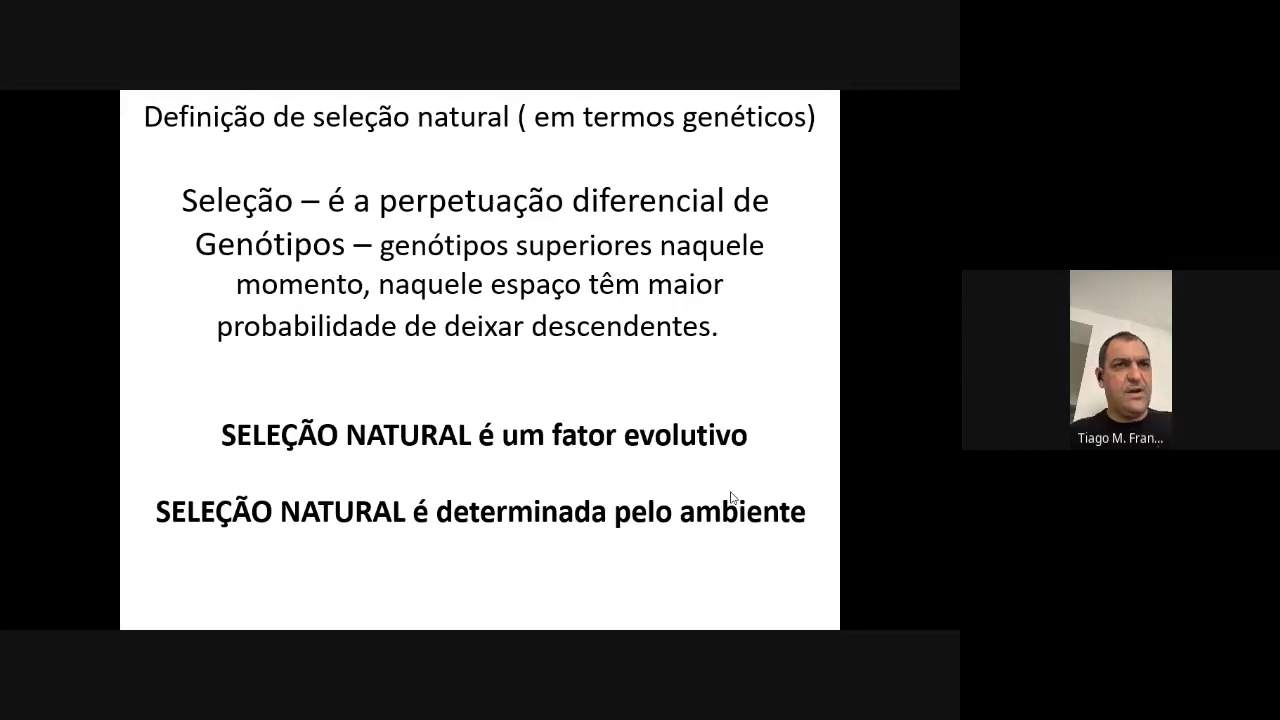 Definição de seleção natural ( em termos genéticos)
Seleção – é a perpetuação diferencial de
Genótipos – genótipos superiores naquele
momento, naquele espaço têm maior
probabilidade de deixar descendentes.
SELEÇÃO NATURAL é um fator evolutivo
SELEÇÃO NATURAL é determinada pelo ambiente
Tiago M. Fran...